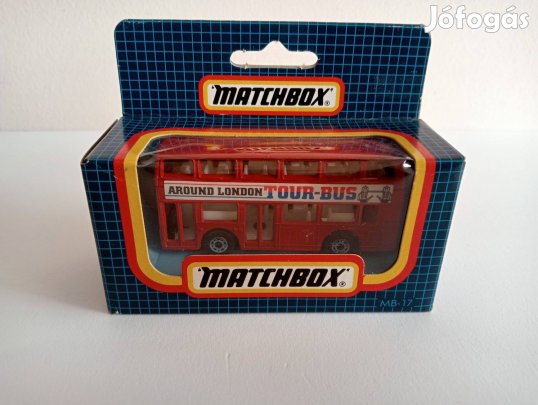 Jófogás
"MATCHBOX"®
AROUND LONDON TOUR-BUS
"MATCHBOX"®
MB-17